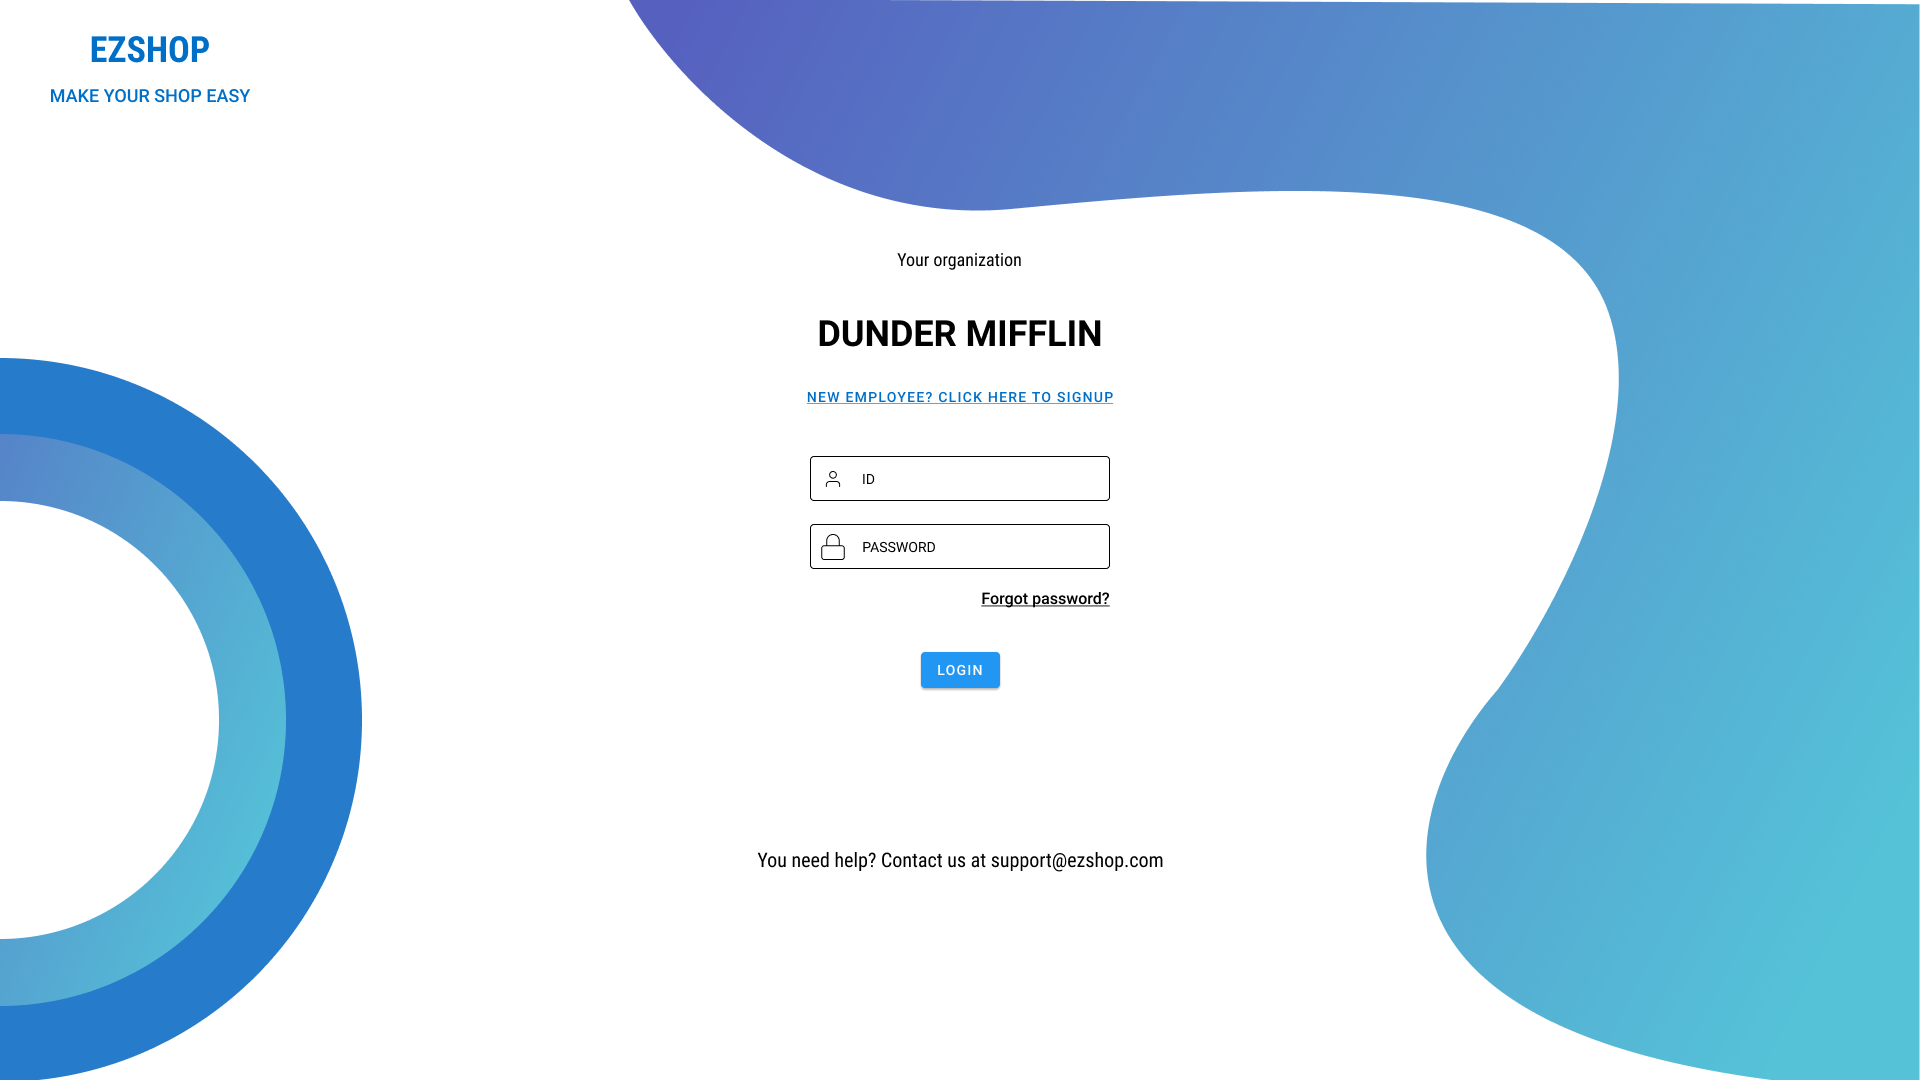 EZSHOP
MAKE YOUR SHOP EASY
Your organization
DUNDER MIFFLIN
NEW EMPLOYEE? CLICK HERE TO SIGNUP
ID
PASSWORD
Forgot password?
LOGIN
You need help? Contact us at support@ezshop.com